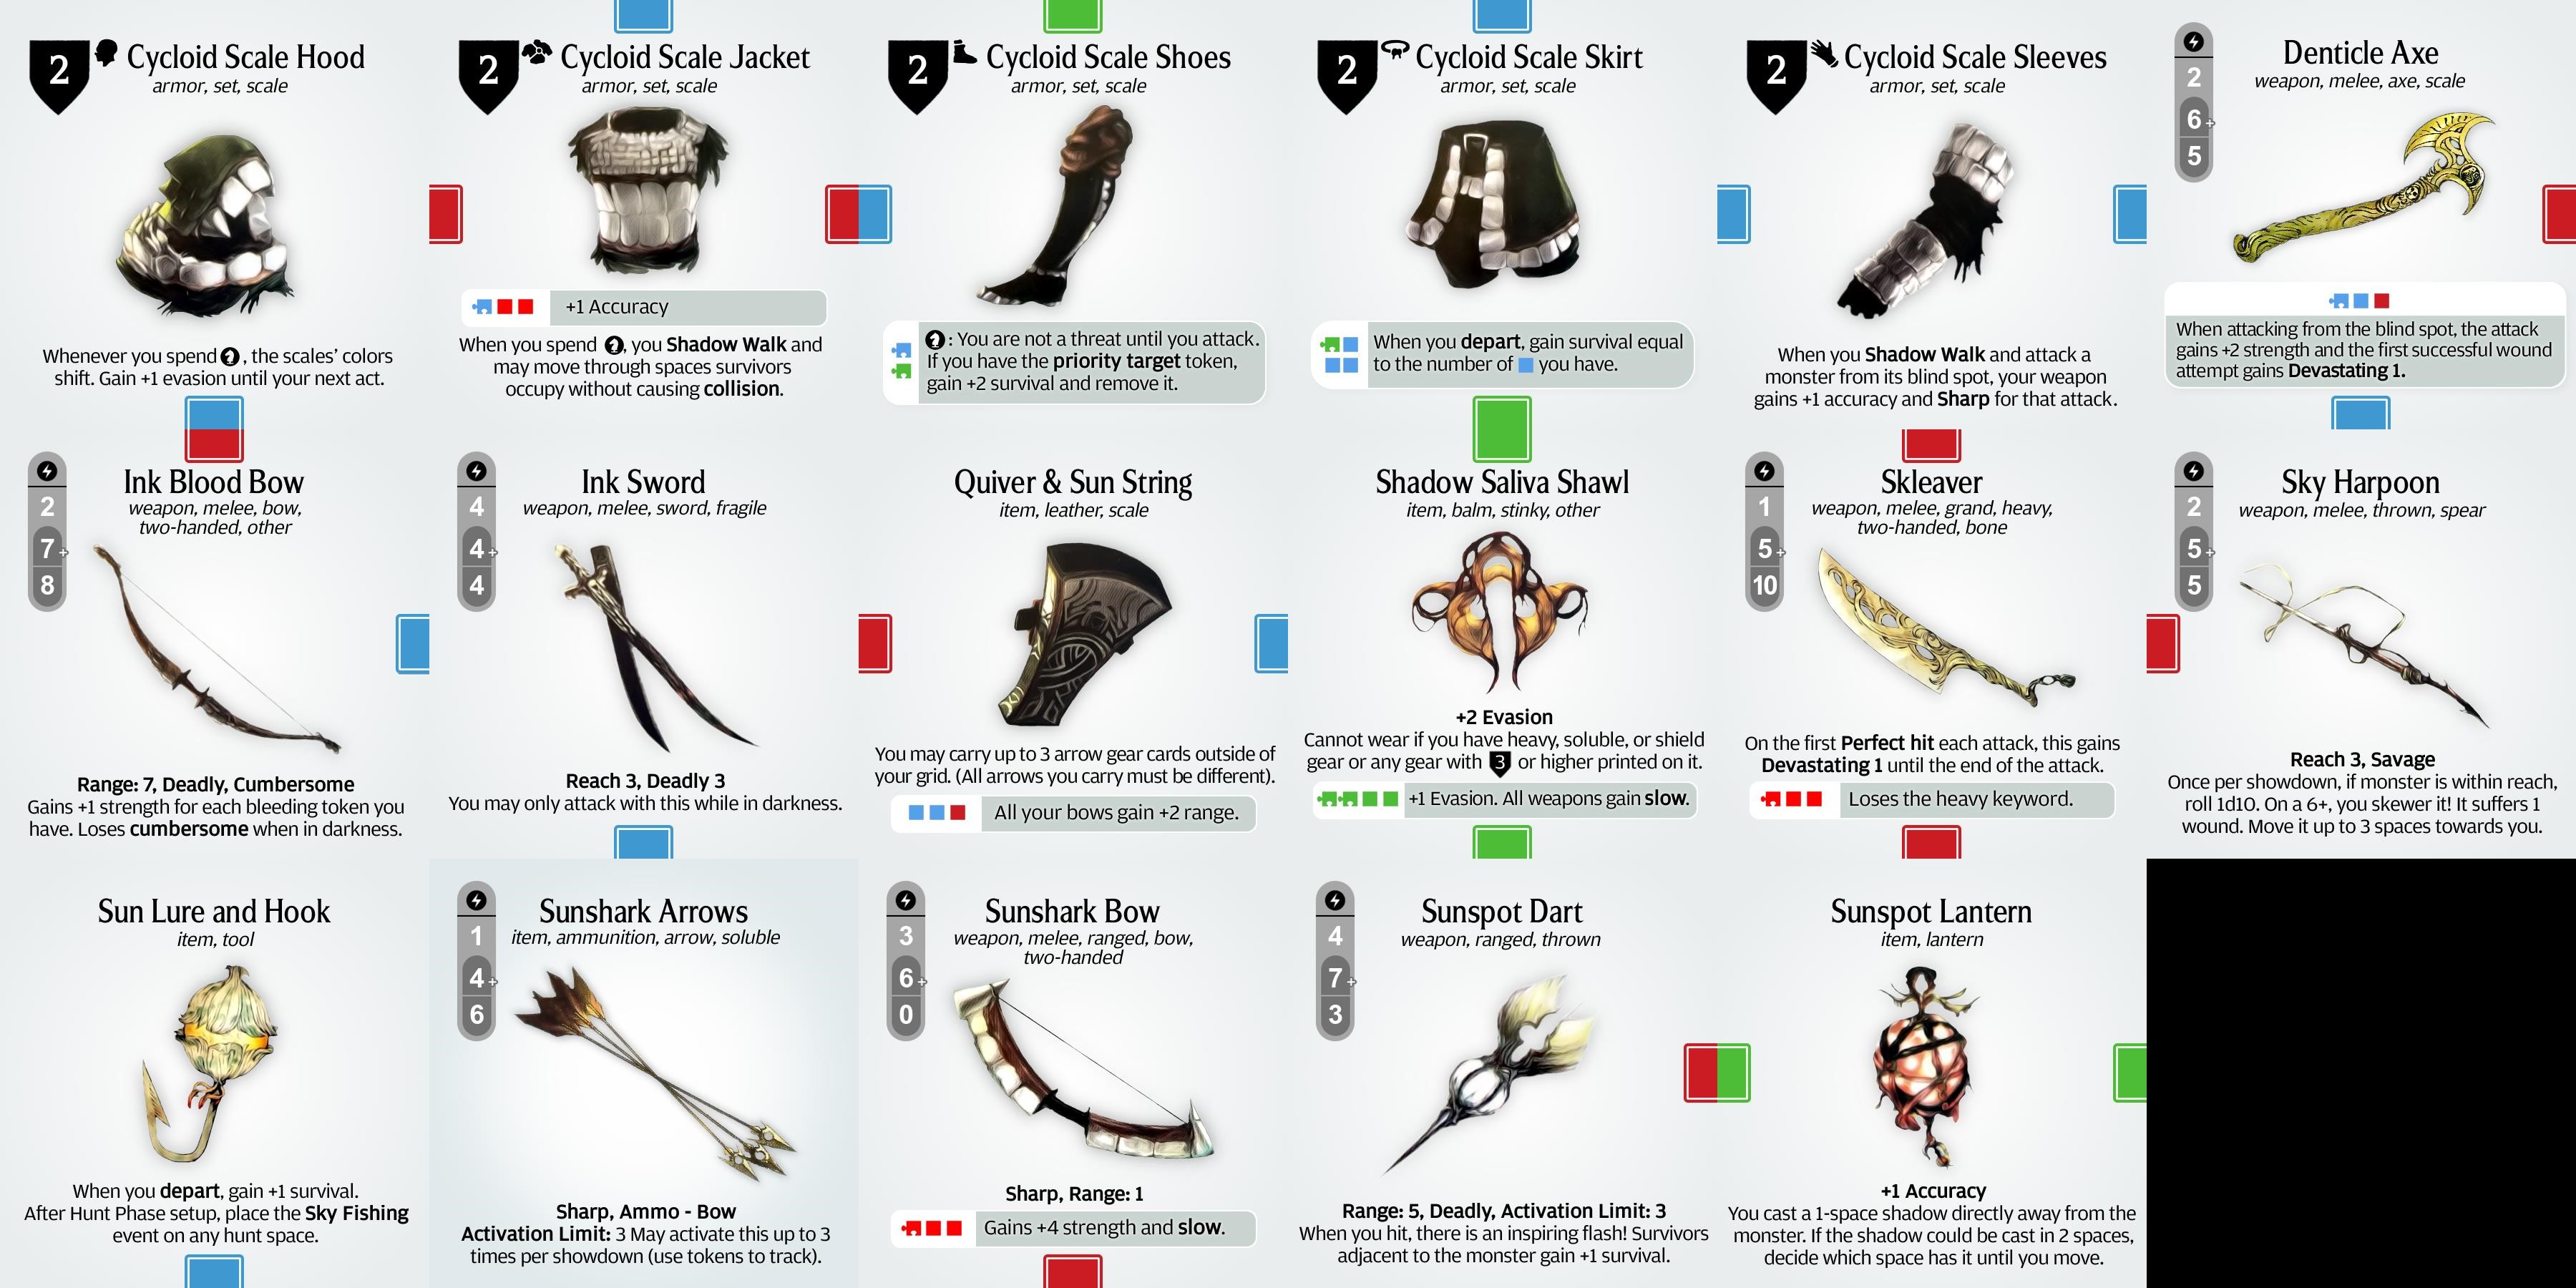 2
Cycloid Scale Hood
armor, set, scale
Whenever you spend , the scales' colors
shift. Gain +1 evasion until your next act.
2
Cycloid Scale Jacket
armor, set, scale
+1 Accuracy
When you spend , you Shadow Walk and
may move through spaces survivors
occupy without causing collision.
2
Cycloid Scale Shoes
armor, set, scale
: You are not a threat until you attack.
If you have the priority target token,
gain +2 survival and remove it.
2
Cycloid Scale Skirt
armor, set, scale
When you depart, gain survival equal
to the number of you have.
2
Cycloid Scale Sleeves
armor, set, scale
When you Shadow Walk and attack a
monster from its blind spot, your weapon
gains +1 accuracy and Sharp for that attack.
2
6+
5
Denticle Axe
weapon, melee, axe, scale
When attacking from the blind spot, the attack
gains +2 strength and the first successful wound
attempt gains Devastating 1.
2
7+
8
Ink Blood Bow
weapon, melee, bow,
two-handed, other
Range: 7, Deadly, Cumbersome
Gains +1 strength for each bleeding token you
have. Loses cumbersome when in darkness.
4
4+
4
Ink Sword
weapon, melee, sword, fragile
Reach 3, Deadly 3
You may only attack with this while in darkness.
Quiver & Sun String
item, leather, scale
You may carry up to 3 arrow gear cards outside of
your grid. (All arrows you carry must be different).
All your bows gain +2 range.
Shadow Saliva Shawl
item, balm, stinky, other
+2 Evasion
Cannot wear if you have heavy, soluble, or shield
gear or any gear with 3 or higher printed on it.
+1 Evasion. All weapons gain slow.
1
5+
10
Skleaver
weapon, melee, grand, heavy,
two-handed, bone
On the first Perfect hit each attack, this gains
Devastating 1 until the end of the attack.
Loses the heavy keyword.
2
5+
5
Sky Harpoon
weapon, melee, thrown, spear
Reach 3, Savage
Once per showdown, if monster is within reach,
roll 1d10. On a 6+, you skewer it! It suffers 1
wound. Move it up to 3 spaces towards you.
Sun Lure and Hook
item, tool
When you depart, gain +1 survival.
After Hunt Phase setup, place the Sky Fishing
event on any hunt space.
1
4+
6
Sunshark Arrows
item, ammunition, arrow, soluble
Sharp, Ammo - Bow
Activation Limit: 3 May activate this up to 3
times per showdown (use tokens to track).
3
6+
0
Sunshark Bow
weapon, melee, ranged, bow,
two-handed
Sharp, Range: 1
Gains +4 strength and slow.
4
7+
3
Sunspot Dart
weapon, ranged, thrown
Range: 5, Deadly, Activation Limit: 3
When you hit, there is an inspiring flash! Survivors
adjacent to the monster gain +1 survival.
Sunspot Lantern
item, lantern
+1 Accuracy
You cast a 1-space shadow directly away from the
monster. If the shadow could be cast in 2 spaces,
decide which space has it until you move.